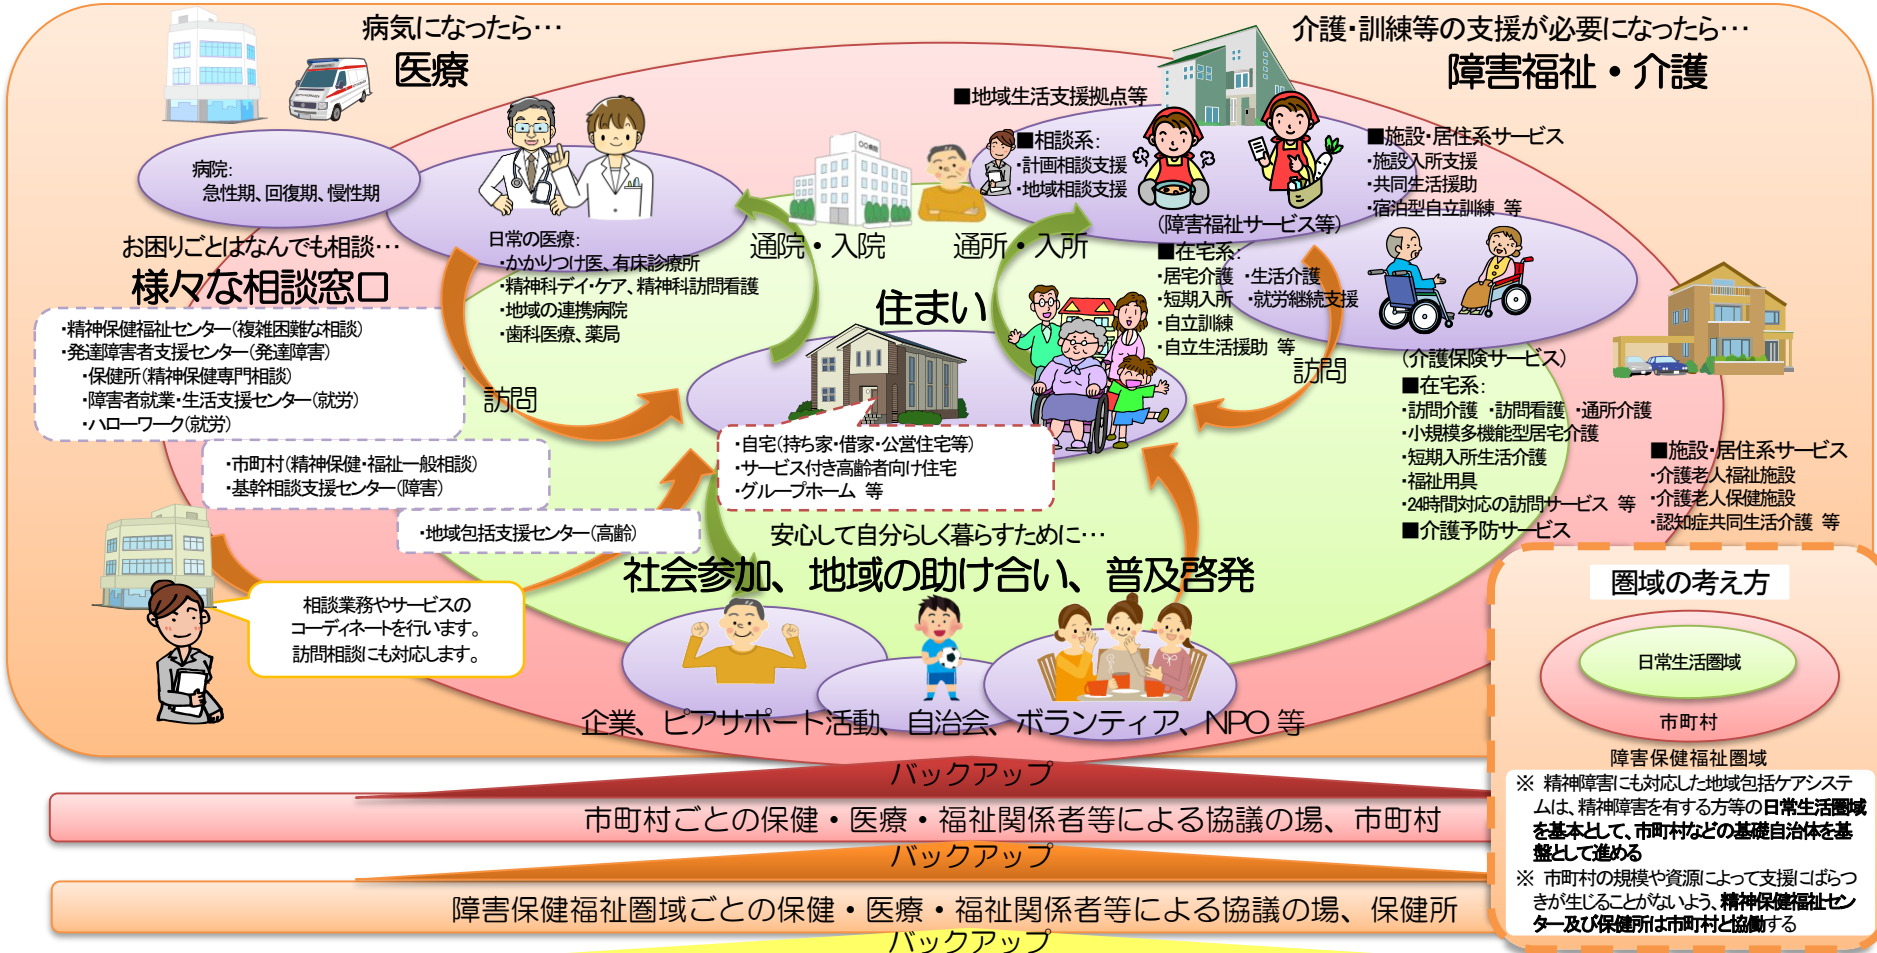 病気になったら…
医療
介護・訓練等の支援が必要になったら…
障害福祉・介護
病院:
急性期、回復期、慢性期
日常の医療:
・かかりつけ医、有床診療所
・精神科デイ・ケア、精神科訪問看護
・地域の連携病院
・歯科医療、薬局
お困りごとはなんでも相談…
様々な相談窓口
・精神保健福祉センター(複雑困難な相談)
・発達障害者支援センター(発達障害)
・保健所(精神保健専門相談)
・障害者就業・生活支援センター(就労)
・ハローワーク(就労)
・市町村(精神保健・福祉一般相談)
・基幹相談支援センター(障害)
・地域包括支援センター(高齢)
相談業務やサービスの
コーディネートを行います。
訪問相談にも対応します。
訪問
○○病院
通院・入院
通所・入所
住まい
・自宅(持ち家・借家・公営住宅等)
・サービス付き高齢者向け住宅
・グループホーム 等
■地域生活支援拠点等
■相談系:
・計画相談支援
・地域相談支援
■施設・居住系サービス
・施設入所支援
・共同生活援助
・宿泊型自立訓練 等
(障害福祉サービス等)
■在宅系:
・居宅介護 ・生活介護
・短期入所 ・就労継続支援
・自立訓練
・自立生活援助 等
訪問
(介護保険サービス)
■在宅系:
・訪問介護 ・訪問看護 ・通所介護
・小規模多機能型居宅介護
・短期入所生活介護
・福祉用具
・24時間対応の訪問サービス 等
■介護予防サービス
■施設・居住系サービス
・介護老人福祉施設
・介護老人保健施設
・認知症共同生活介護 等
安心して自分らしく暮らすために…
社会参加、地域の助け合い、普及啓発
企業、ピアサポート活動、自治会、ボランティア、NPO 等
バックアップ
市町村ごとの保健・医療・福祉関係者等による協議の場、市町村
バックアップ
障害保健福祉圏域ごとの保健・医療・福祉関係者等による協議の場、保健所
バックアップ
圏域の考え方
日常生活圏域
市町村
障害保健福祉圏域
※ 精神障害にも対応した地域包括ケアシステ
ムは、精神障害を有する方等の日常生活圏域
を基本として、市町村などの基礎自治体を基
盤として進める
※ 市町村の規模や資源によって支援にばらつ
きが生じることがないよう、精神保健福祉セン
ター及び保健所は市町村と協働する